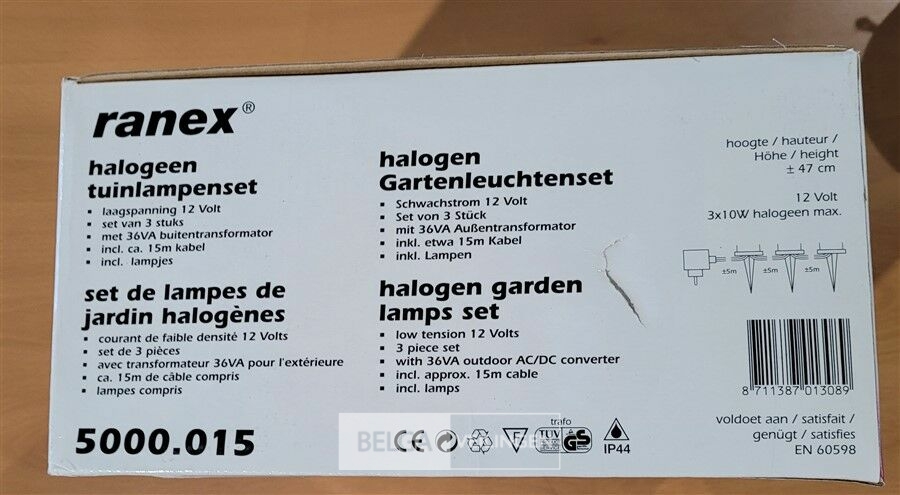 ranex®
halogeen
tuinlampenset
▪ laagspanning 12 Volt
▪ set van 3 stuks
▪ met 36VA buitentransformator
▪ incl. ca. 15m kabel
▪ incl. lampjes
set de lampes de
jardin halogènes
▪ courant de faible densité 12 Volts
▪ set de 3 pièces
▪ avec transformateur 36VA pour l'extérieure
▪ ca. 15m de câble compris
▪ lampes compris
5000.015
halogen
Gartenleuchtenset
▪ Schwachstrom 12 Volt
▪ Set von 3 Stück
▪ mit 36VA Außentransformator
▪ inkl. etwa 15m Kabel
▪ inkl. Lampen
halogen garden
lamps set
▪ low tension 12 Volts
▪ 3 piece set
▪ with 36VA outdoor AC/DC converter
▪ incl. approx. 15m cable
▪ incl. lamps
hoogte / hauteur /
Höhe / height
± 47 cm
12 Volt
3x10W halogeen max.
±5m ±5m ±5m
8 711387 013089
trafo
CE TUV GS IP44
voldoet aan / satisfait /
genügt / satisfies
EN 60598